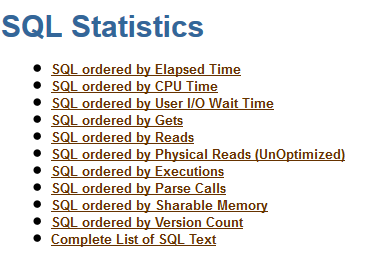 SQL Statistics
SQL ordered by Elapsed Time
SQL ordered by CPU Time
SQL ordered by User I/O Wait Time
SQL ordered by Gets
SQL ordered by Reads
SQL ordered by Physical Reads (UnOptimized)
SQL ordered by Executions
SQL ordered by Parse Calls
SQL ordered by Sharable Memory
SQL ordered by Version Count
Complete List of SQL Text